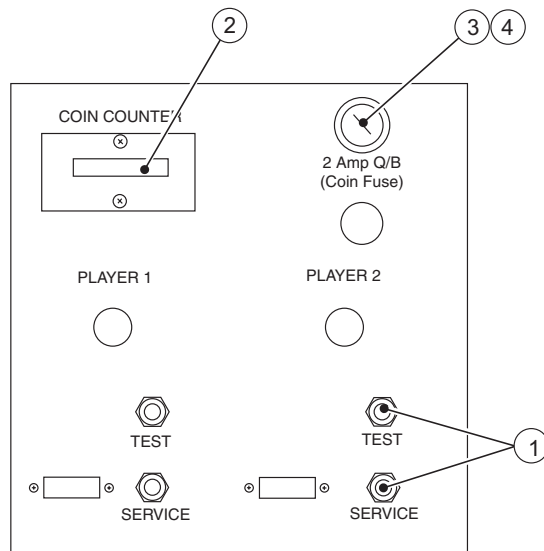 2
3 4
COIN COUNTER
2 Amp Q/B
(Coin Fuse)
PLAYER 1
PLAYER 2
TEST
TEST
1
SERVICE
SERVICE